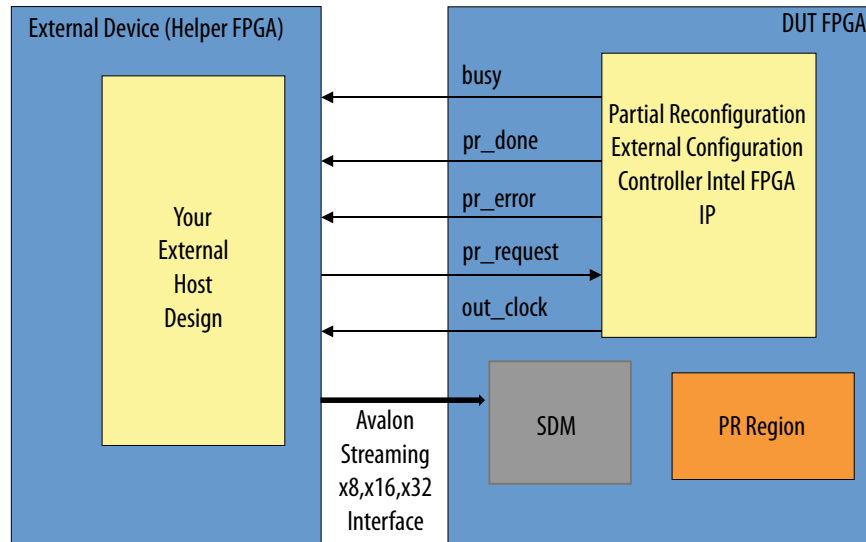 External Device (Helper FPGA)
DUT FPGA
busy
pr_done
pr_error
pr_request
out_clock
Your
External
Host
Design
Partial Reconfiguration
External Configuration
Controller Intel FPGA
IP
Avalon
Streaming
x8,x16,x32
Interface
SDM
PR Region